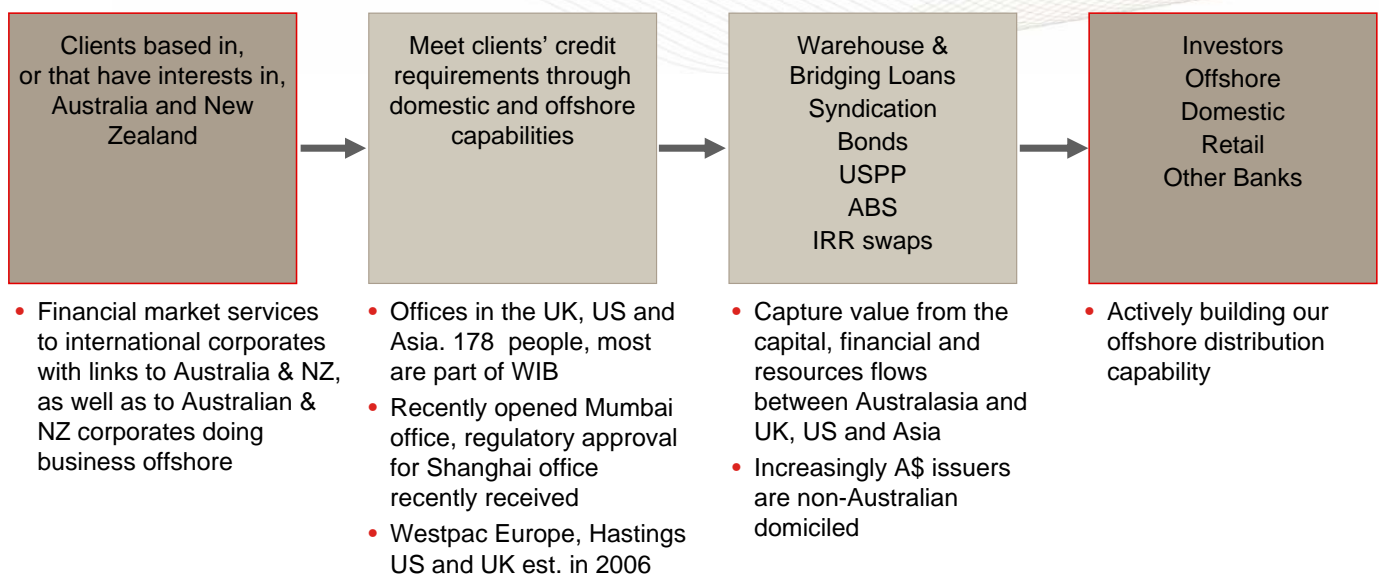 Clients based in,
or that have interests in,
Australia and New
Zealand
Meet clients’ credit
requirements through
domestic and offshore
capabilities
Warehouse &
Bridging Loans
Syndication
Bonds
USPP
ABS
IRR swaps
Investors
Offshore
Domestic
Retail
Other Banks
• Financial market services
to international corporates
with links to Australia & NZ,
as well as to Australian &
NZ corporates doing
business offshore
• Offices in the UK, US and
Asia. 178 people, most
are part of WIB
• Recently opened Mumbai
office, regulatory approval
for Shanghai office
recently received
• Westpac Europe, Hastings
US and UK est. in 2006
• Capture value from the
capital, financial and
resources flows
between Australasia and
UK, US and Asia
• Increasingly A$ issuers
are non-Australian
domiciled
• Actively building our
offshore distribution
capability